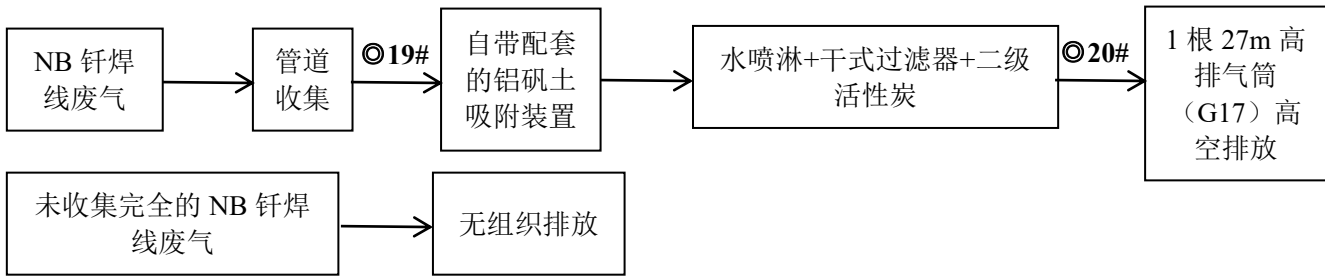 NB 钎焊
线废气
管道
收集
◎19#
自带配套
的铝矾土
吸附装置
水喷淋+干式过滤器+二级
活性炭
◎20#
1 根 27m 高
排气筒
（G17）高
空排放
未收集完全的 NB 钎焊
线废气
无组织排放